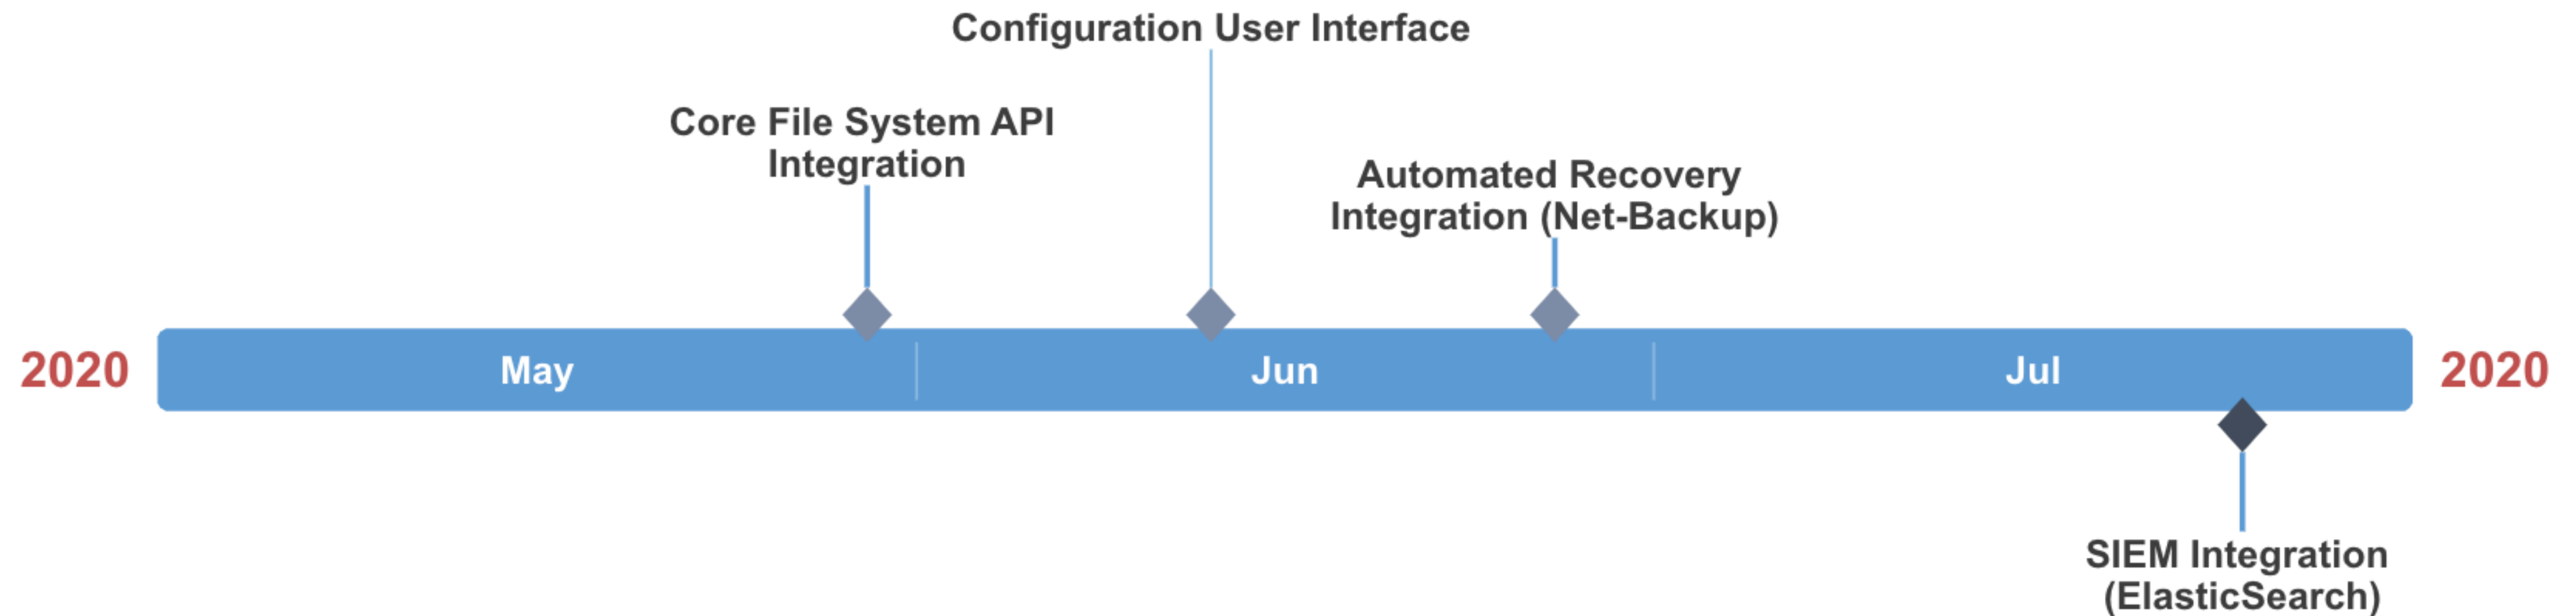 Configuration User Interface
Core File System API
Integration
Automated Recovery
Integration (Net-Backup)
2020
May
Jun
Jul
2020
SIEM Integration
(ElasticSearch)